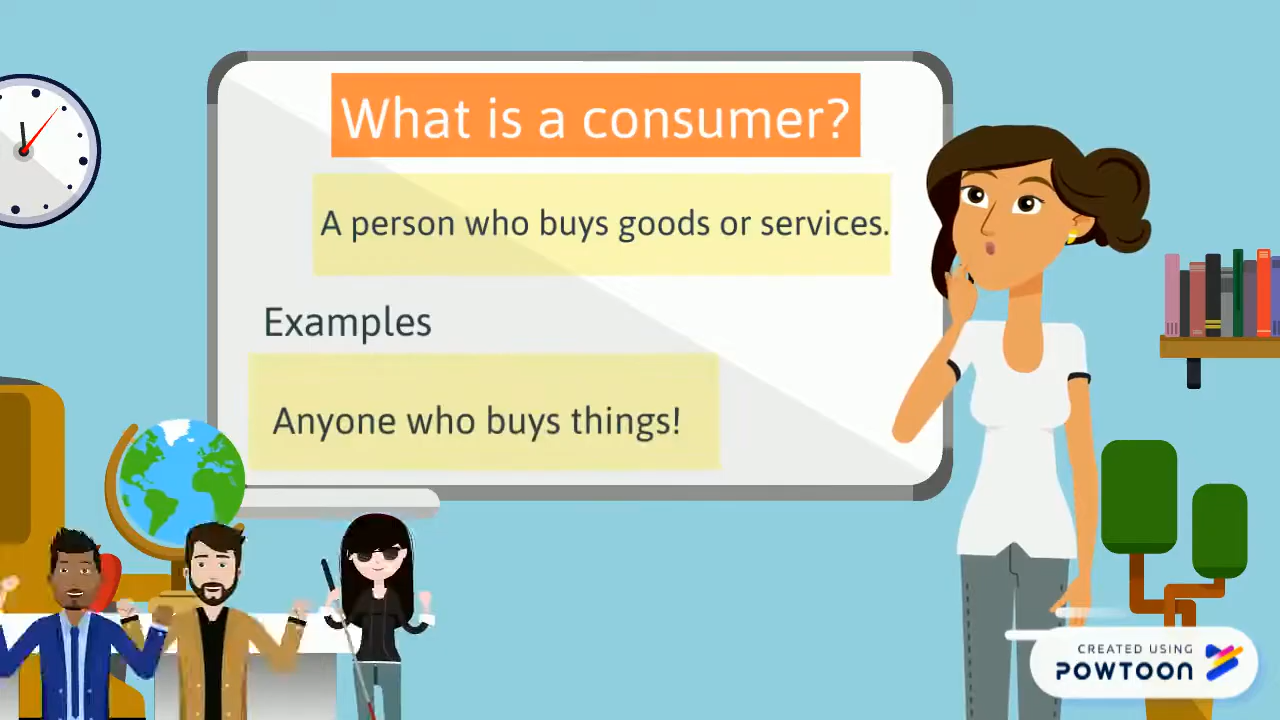 What is a consumer?
A person who buys goods or services.
Examples
Anyone who buys things!
CREATED USING
POWTOON